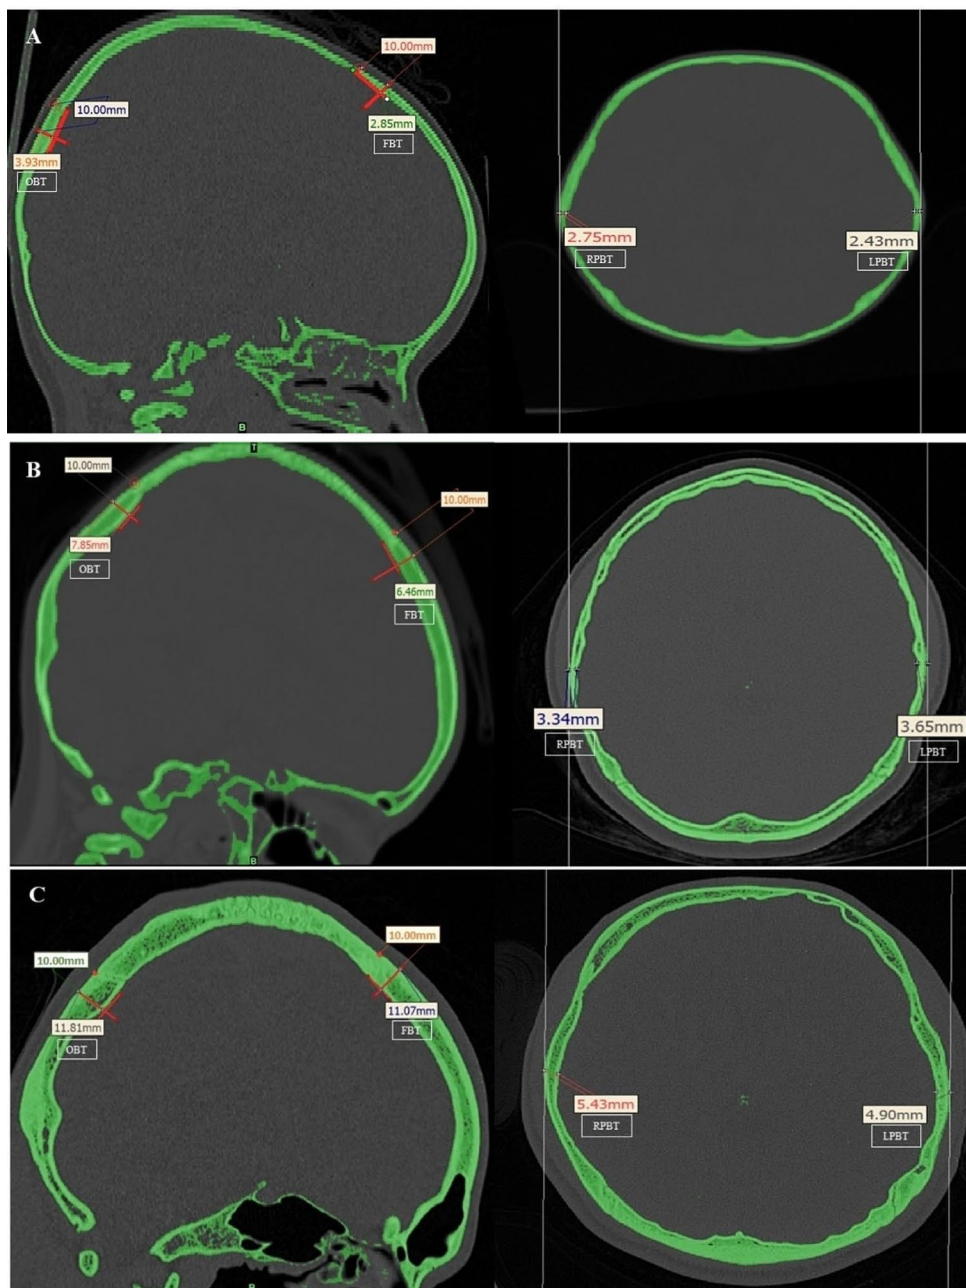 A
10.00mm
10.00mm
2.85mm
FBT
3.93mm
OBT
B
2.75mm
RPBT
2.43mm
LPBT
B
T
10.00mm
10.00mm
7.85mm
OBT
6.46mm
FBT
B
3.34mm
RPBT
3.65mm
LPBT
C
10.00mm
10.00mm
11.81mm
OBT
11.07mm
FBT
B
5.43mm
RPBT
4.90mm
LPBT